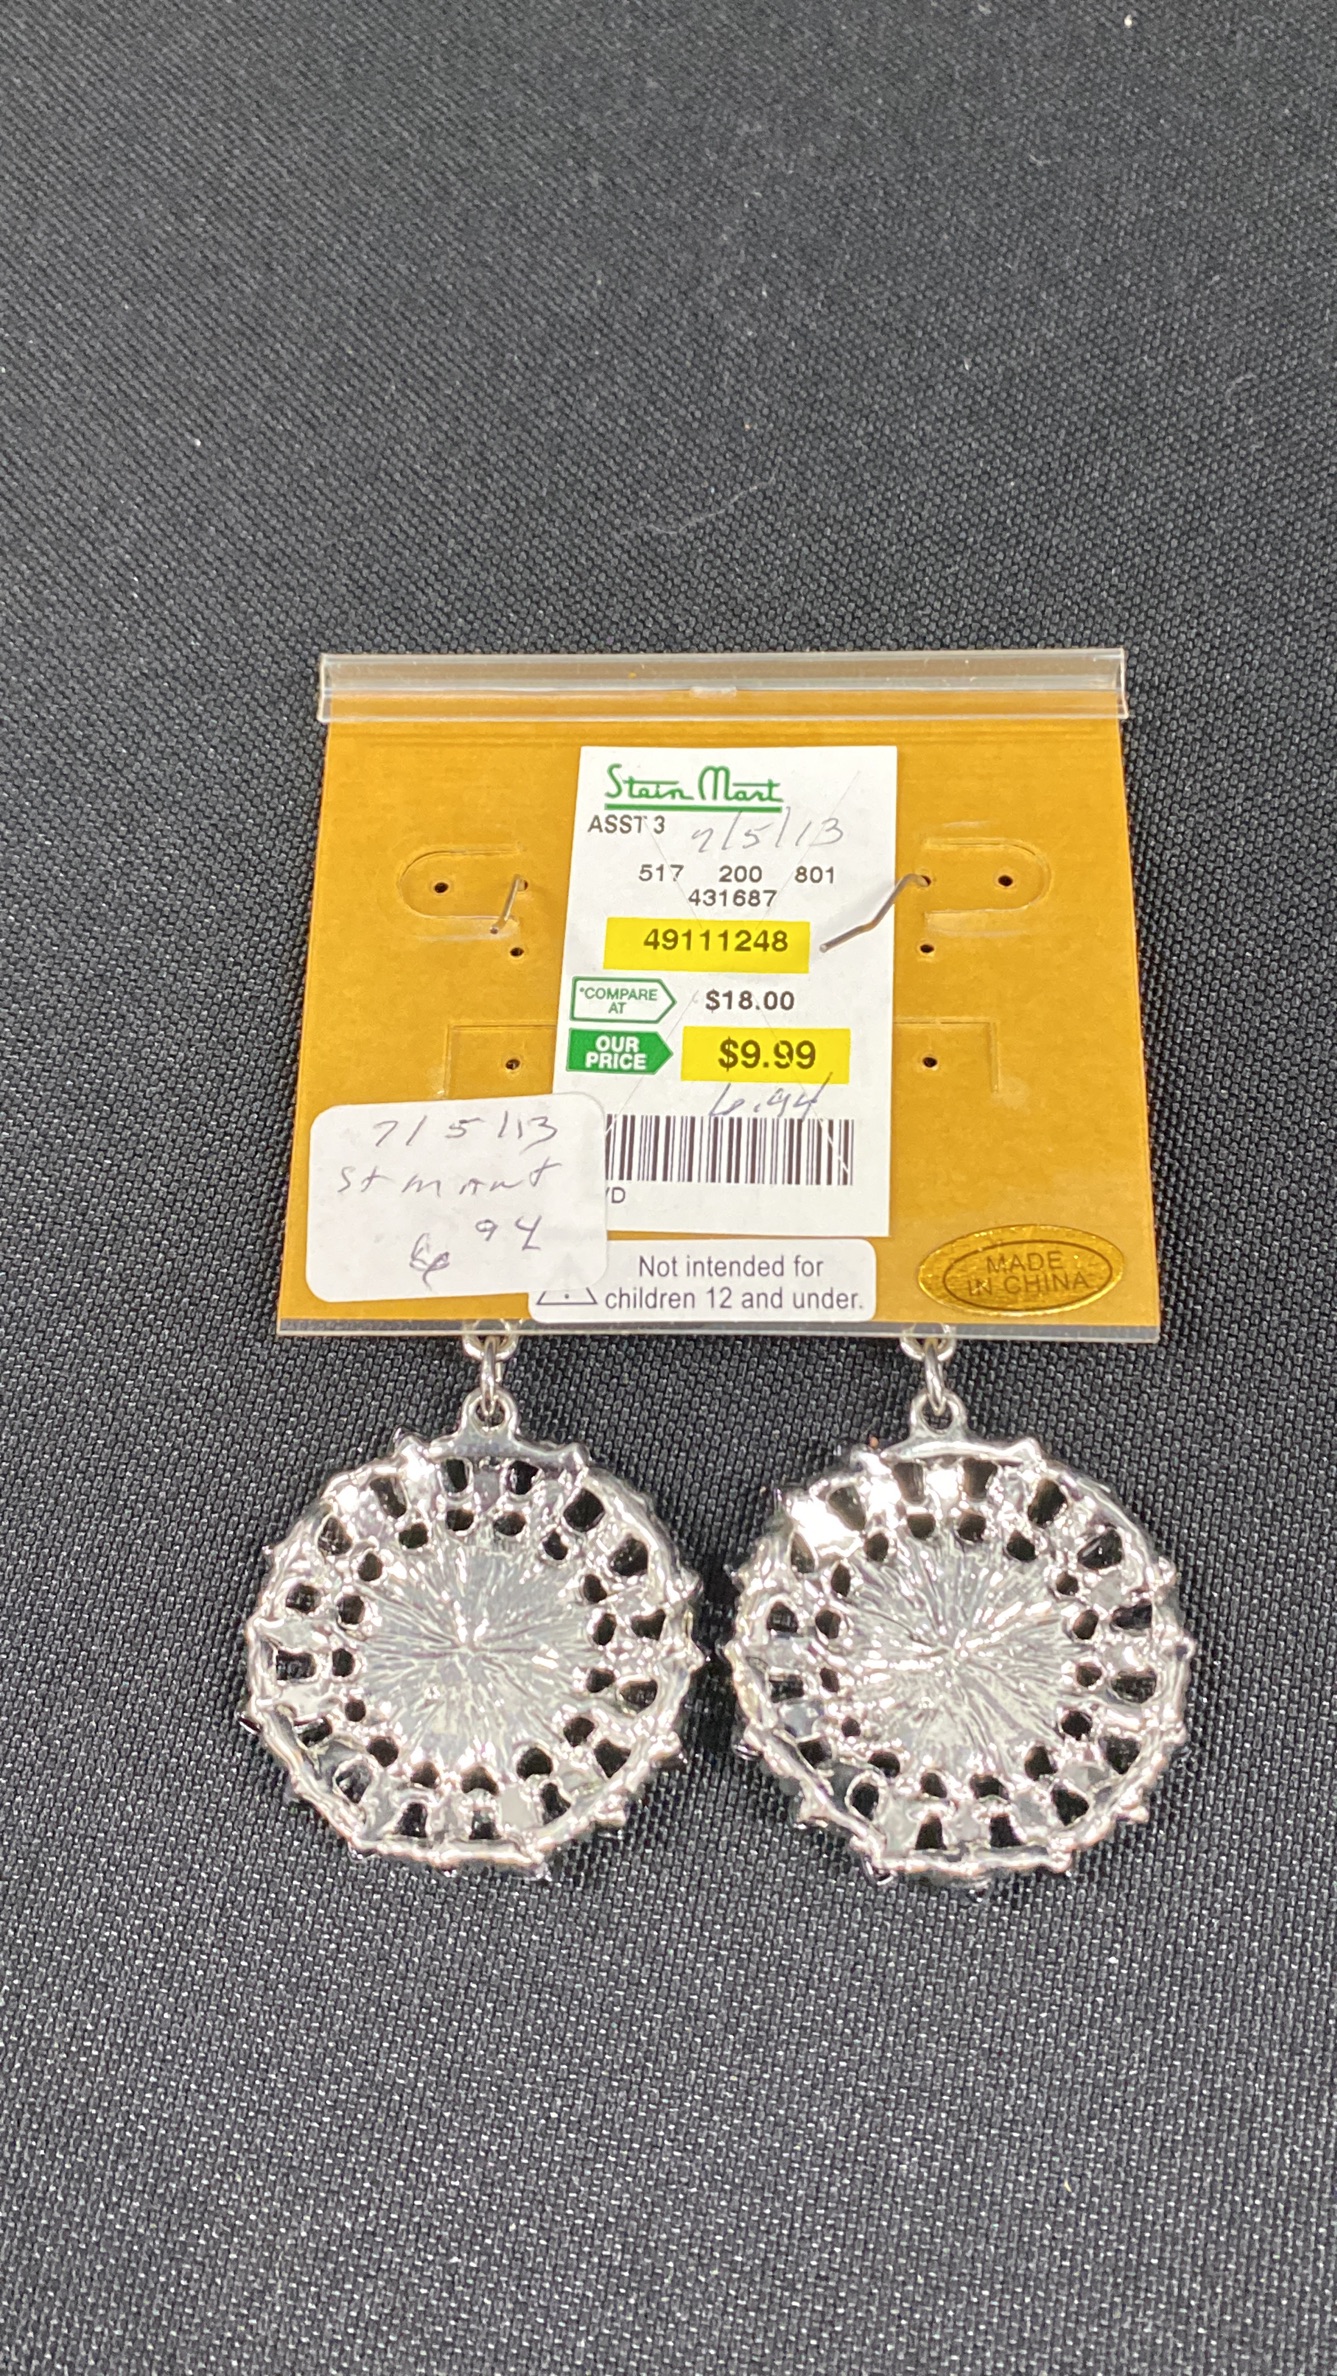 Stein Mart
ASST 3
7/5/13
517 200 801
431687
49111248
*COMPARE AT $18.00
OUR PRICE $9.99
6.94
7/5/13
St mart
94
Not intended for
children 12 and under.
MADE
IN CHINA